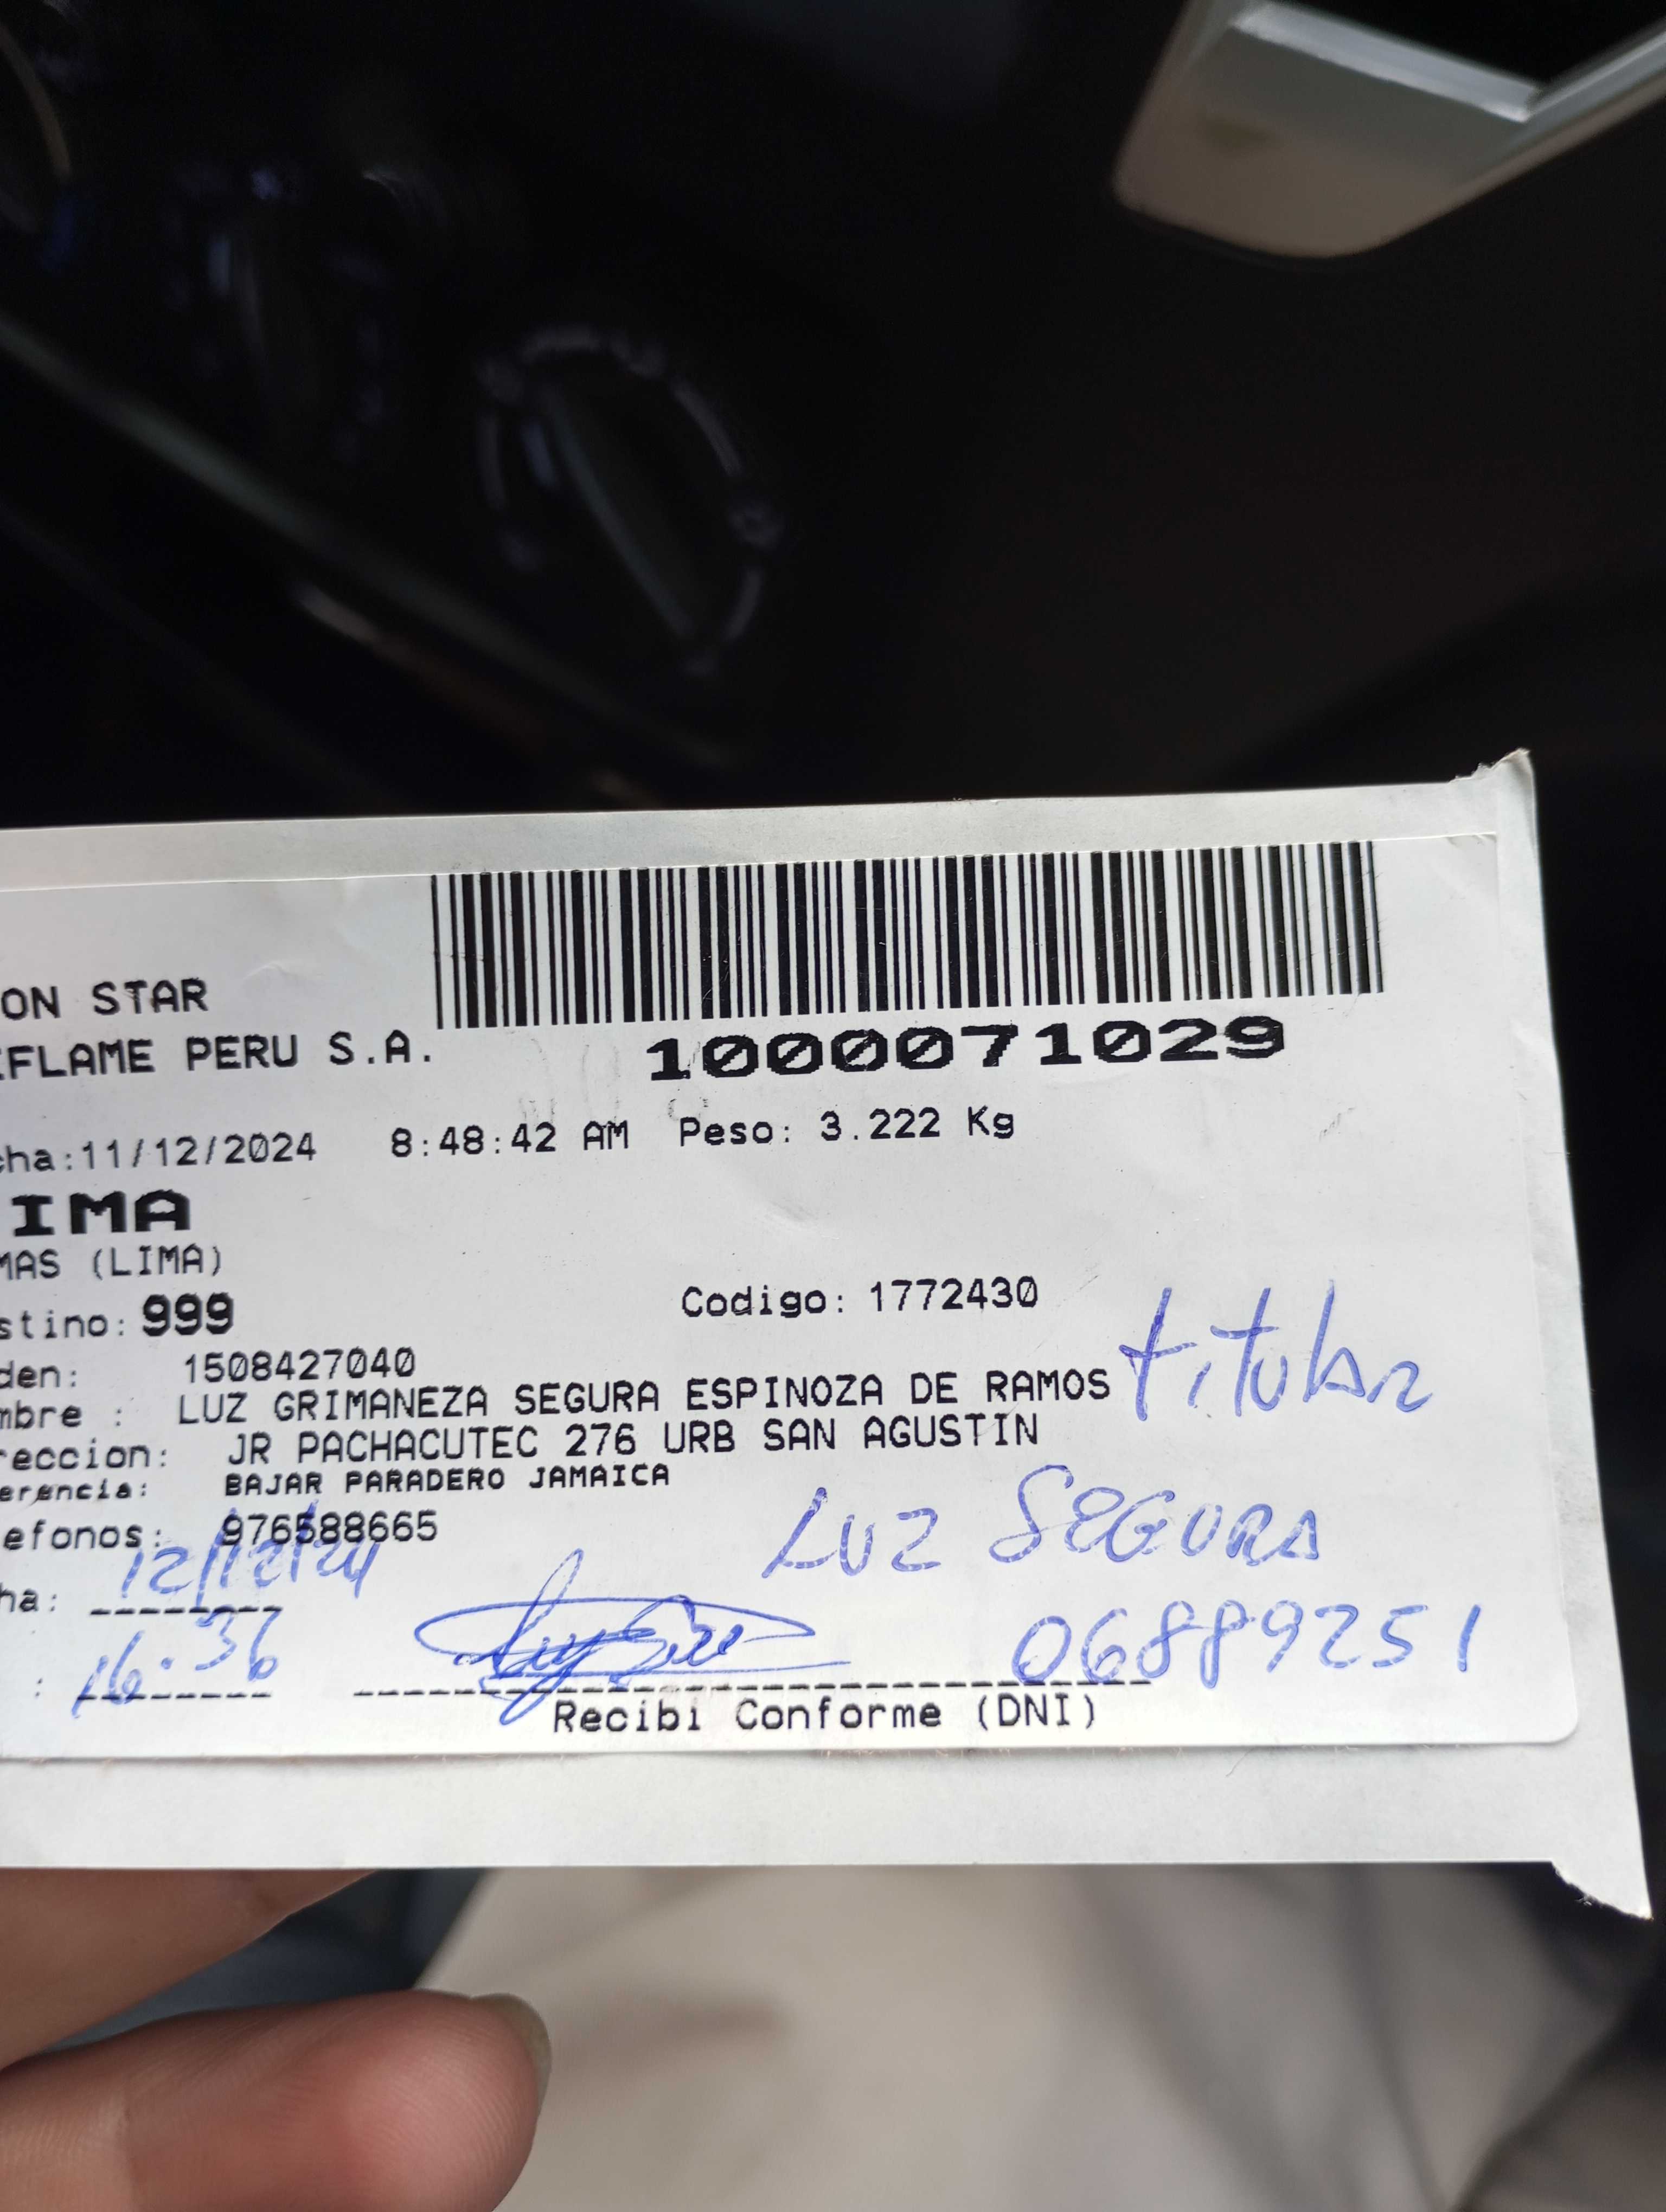 ON STAR
FLAME PERU S.A.
1000071029
cha:11/12/2024 8:48:42 AM Peso: 3.222 Kg
IMA
MAS (LIMA)
stino: 999 Codigo: 1772430
den: 1508427040
mbre : LUZ GRIMANEZA SEGURA ESPINOZA DE RAMOS titular
reccion: JR PACHACUTEC 276 URB SAN AGUSTIN
erencia: BAJAR PARADERO JAMAICA
efonos: 976588665 LUZ SEGURA
ha: 12/12/24
: 16:36 06889251
Recibi Conforme (DNI)